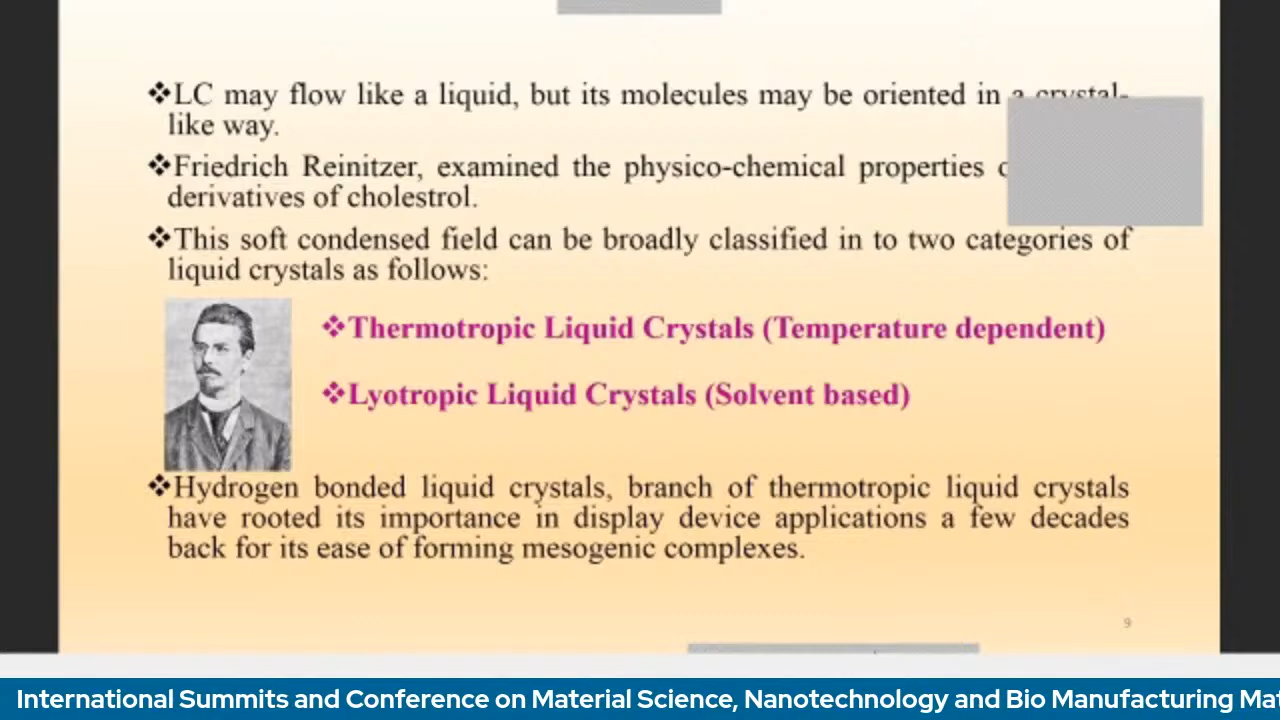 ❖LC may flow like a liquid, but its molecules may be oriented in a crystal-
like way.
❖Friedrich Reinitzer, examined the physico-chemical properties
derivatives of cholestrol.
❖This soft condensed field can be broadly classified in to two categories of
liquid crystals as follows:
❖Thermotropic Liquid Crystals (Temperature dependent)
❖Lyotropic Liquid Crystals (Solvent based)
❖Hydrogen bonded liquid crystals, branch of thermotropic liquid crystals
have rooted its importance in display device applications a few decades
back for its ease of forming mesogenic complexes.
9
International Summits and Conference on Material Science, Nanotechnology and Bio Manufacturing